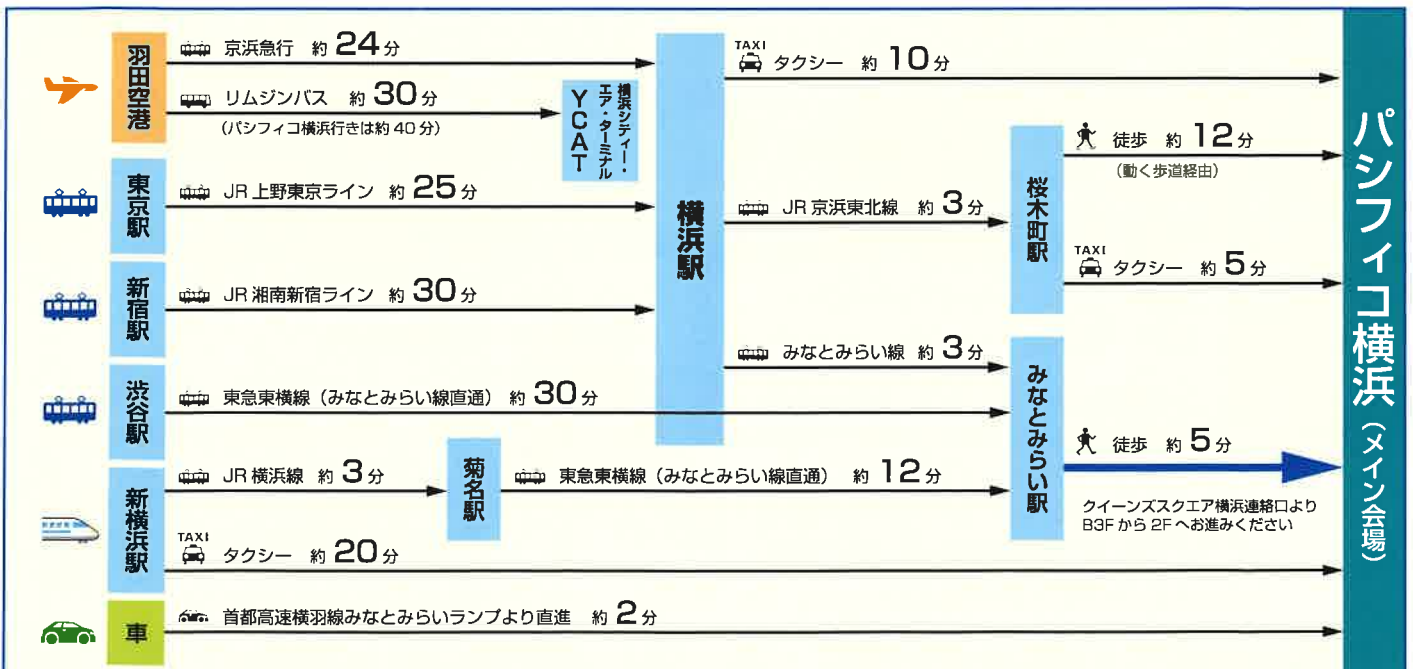 羽田空港
京浜急行 約24分
リムジンバス 約30分
(パシフィコ横浜行きは約40分)
横浜シティー・
エア・ターミナル
YCAT
東京駅
JR上野東京ライン 約25分
新宿駅
JR湘南新宿ライン 約30分
渋谷駅
東急東横線(みなとみらい線直通) 約30分
新横浜駅
JR横浜線 約3分
菊名駅
東急東横線(みなとみらい線直通) 約12分
TAXI
タクシー 約20分
車
首都高速横羽線みなとみらいランプより直進 約2分
横浜駅
TAXI
タクシー 約10分
JR京浜東北線 約3分
桜木町駅
徒歩 約12分
(動く歩道経由)
TAXI
タクシー 約5分
みなとみらい線 約3分
みなとみらい駅
徒歩 約5分
クイーンズスクエア横浜連絡口より
B3Fから2Fへお進みください
パシフィコ横浜(メイン会場)